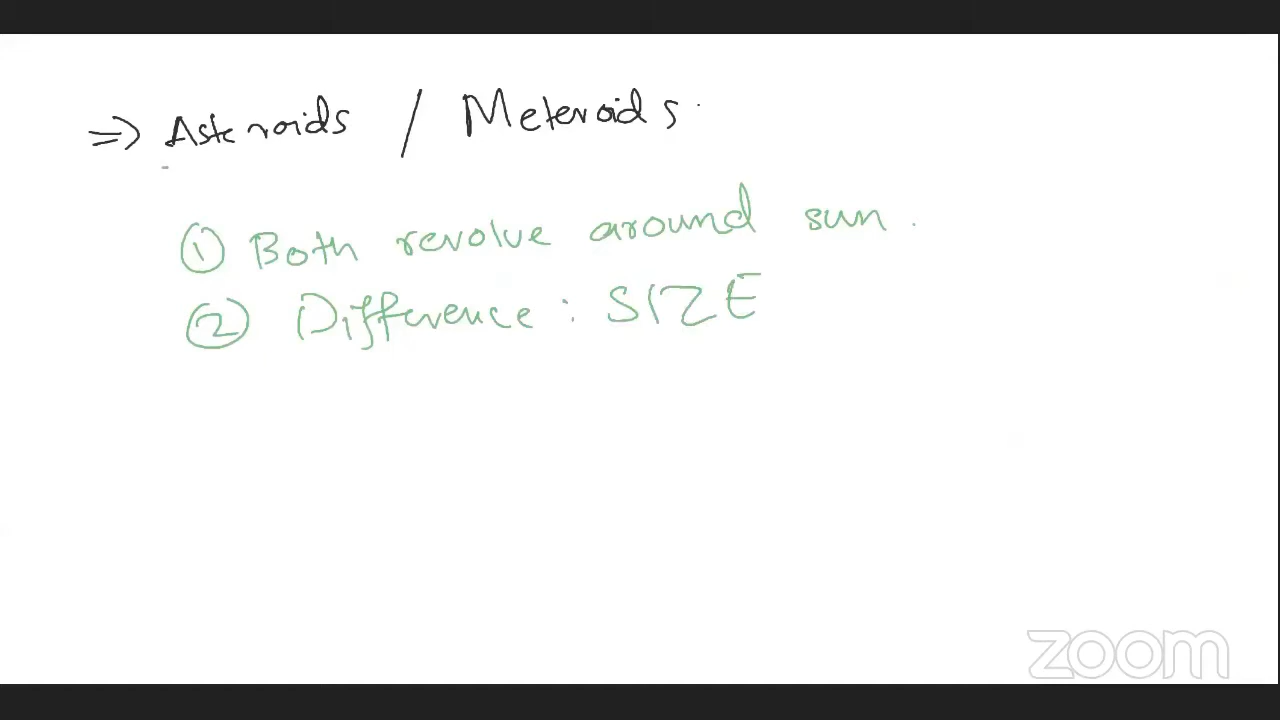 => Asteroids / Meteroids.
① Both revolve around sun.
② Difference : SIZE
zoom